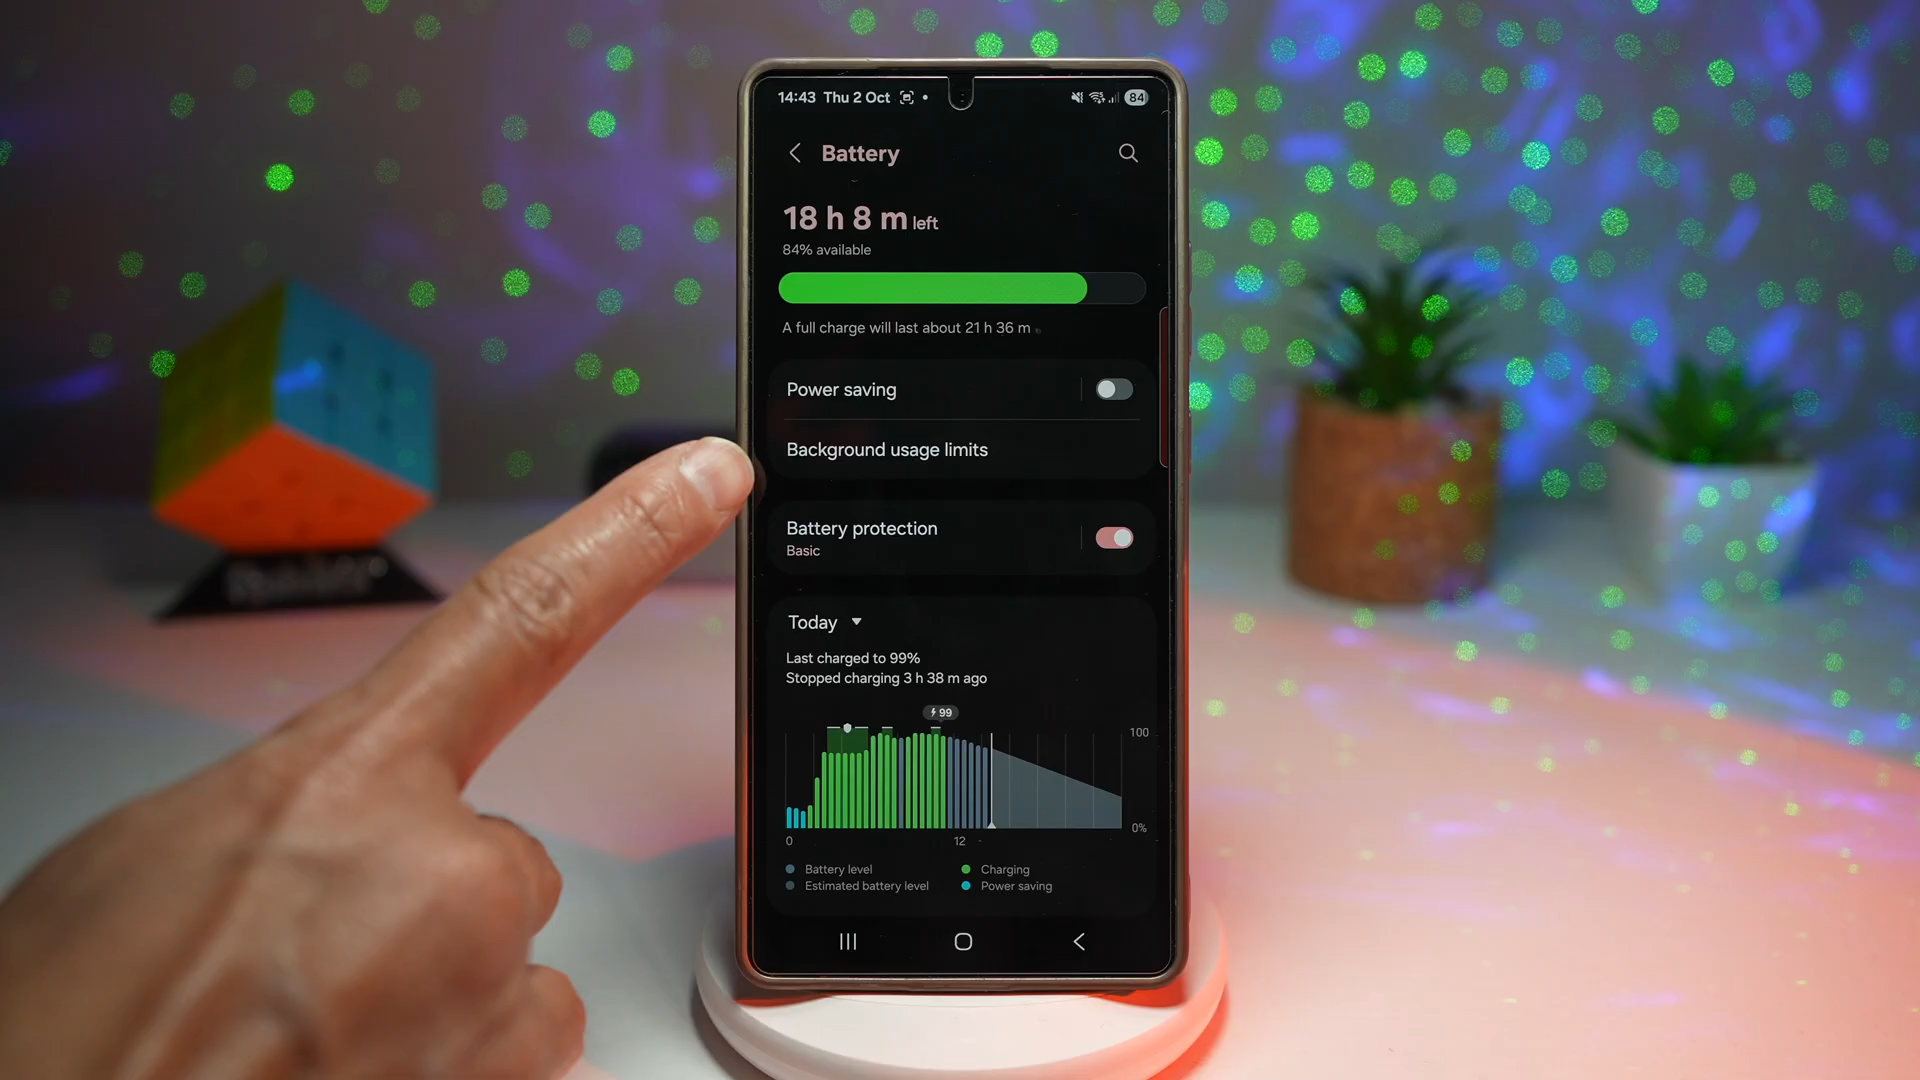 14:43 Thu 2 Oct
84
Battery
18 h 8 m left
84% available
A full charge will last about 21 h 36 m
Power saving
Background usage limits
Battery protection
Basic
Today
Last charged to 99%
Stopped charging 3 h 38 m ago
99
100
0%
0 12
Battery level
Charging
Estimated battery level
Power saving